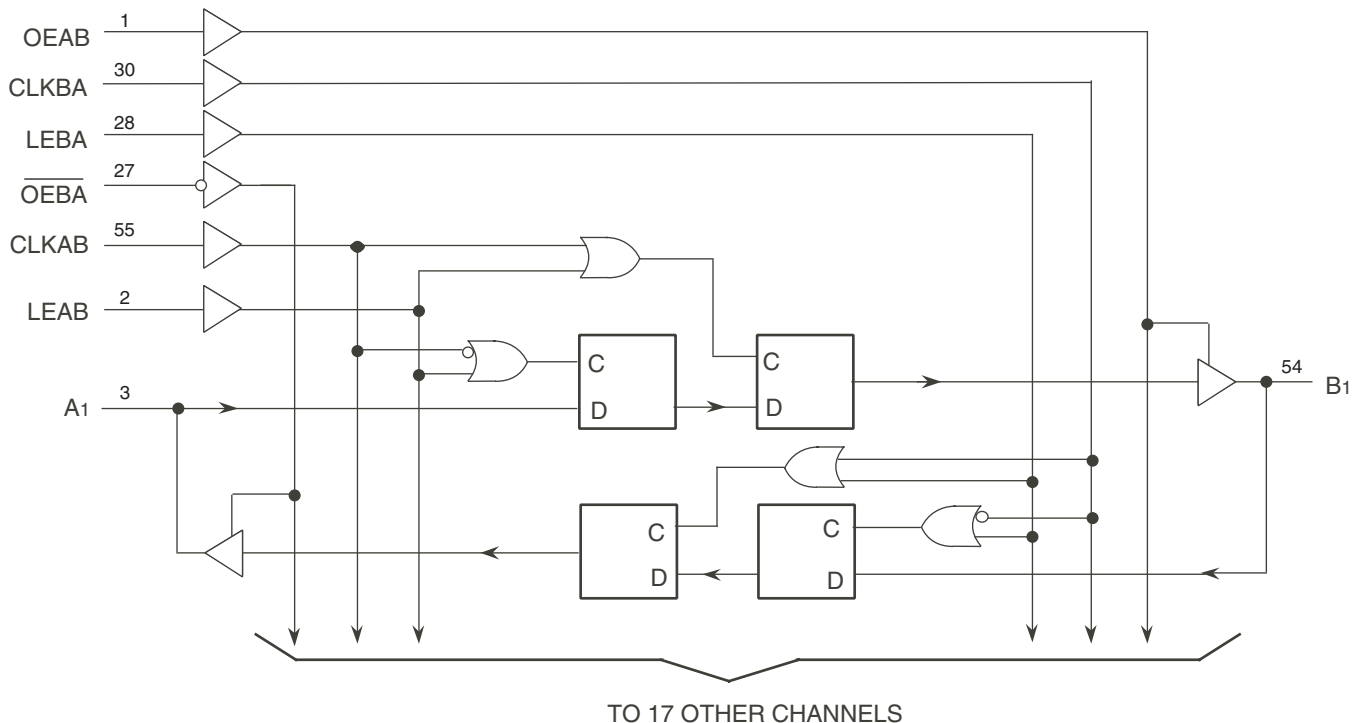 OEAB 1
CLKBA 30
LEBA 28
OEBA 27
CLKAB 55
LEAB 2
A1 3
C
D
C
D
54 B1
C
D
C
D
TO 17 OTHER CHANNELS